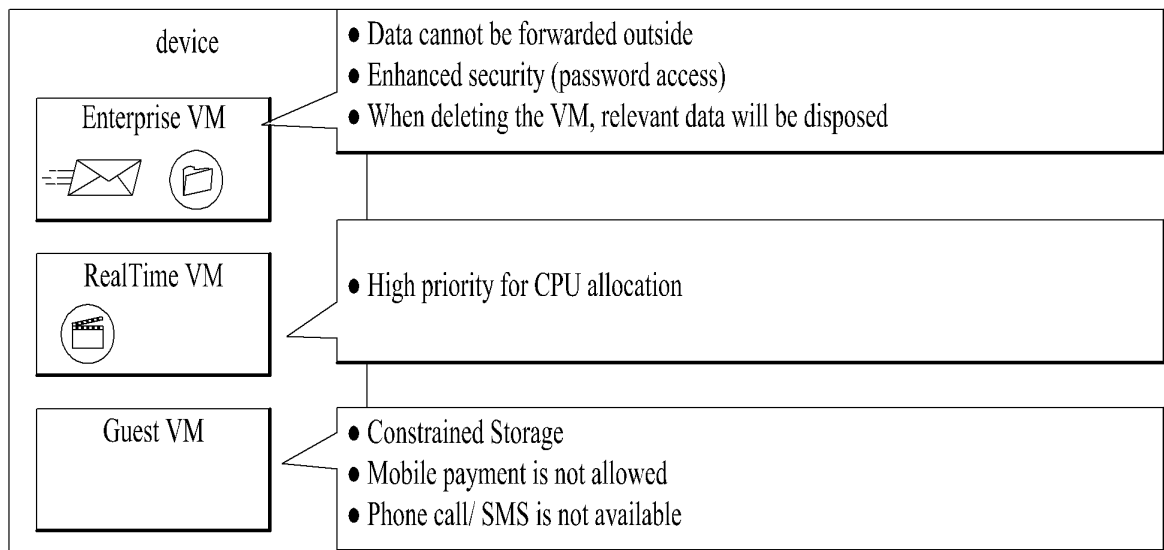 device
Enterprise VM
● Data cannot be forwarded outside
● Enhanced security (password access)
● When deleting the VM, relevant data will be disposed
RealTime VM
● High priority for CPU allocation
Guest VM
● Constrained Storage
● Mobile payment is not allowed
● Phone call/ SMS is not available